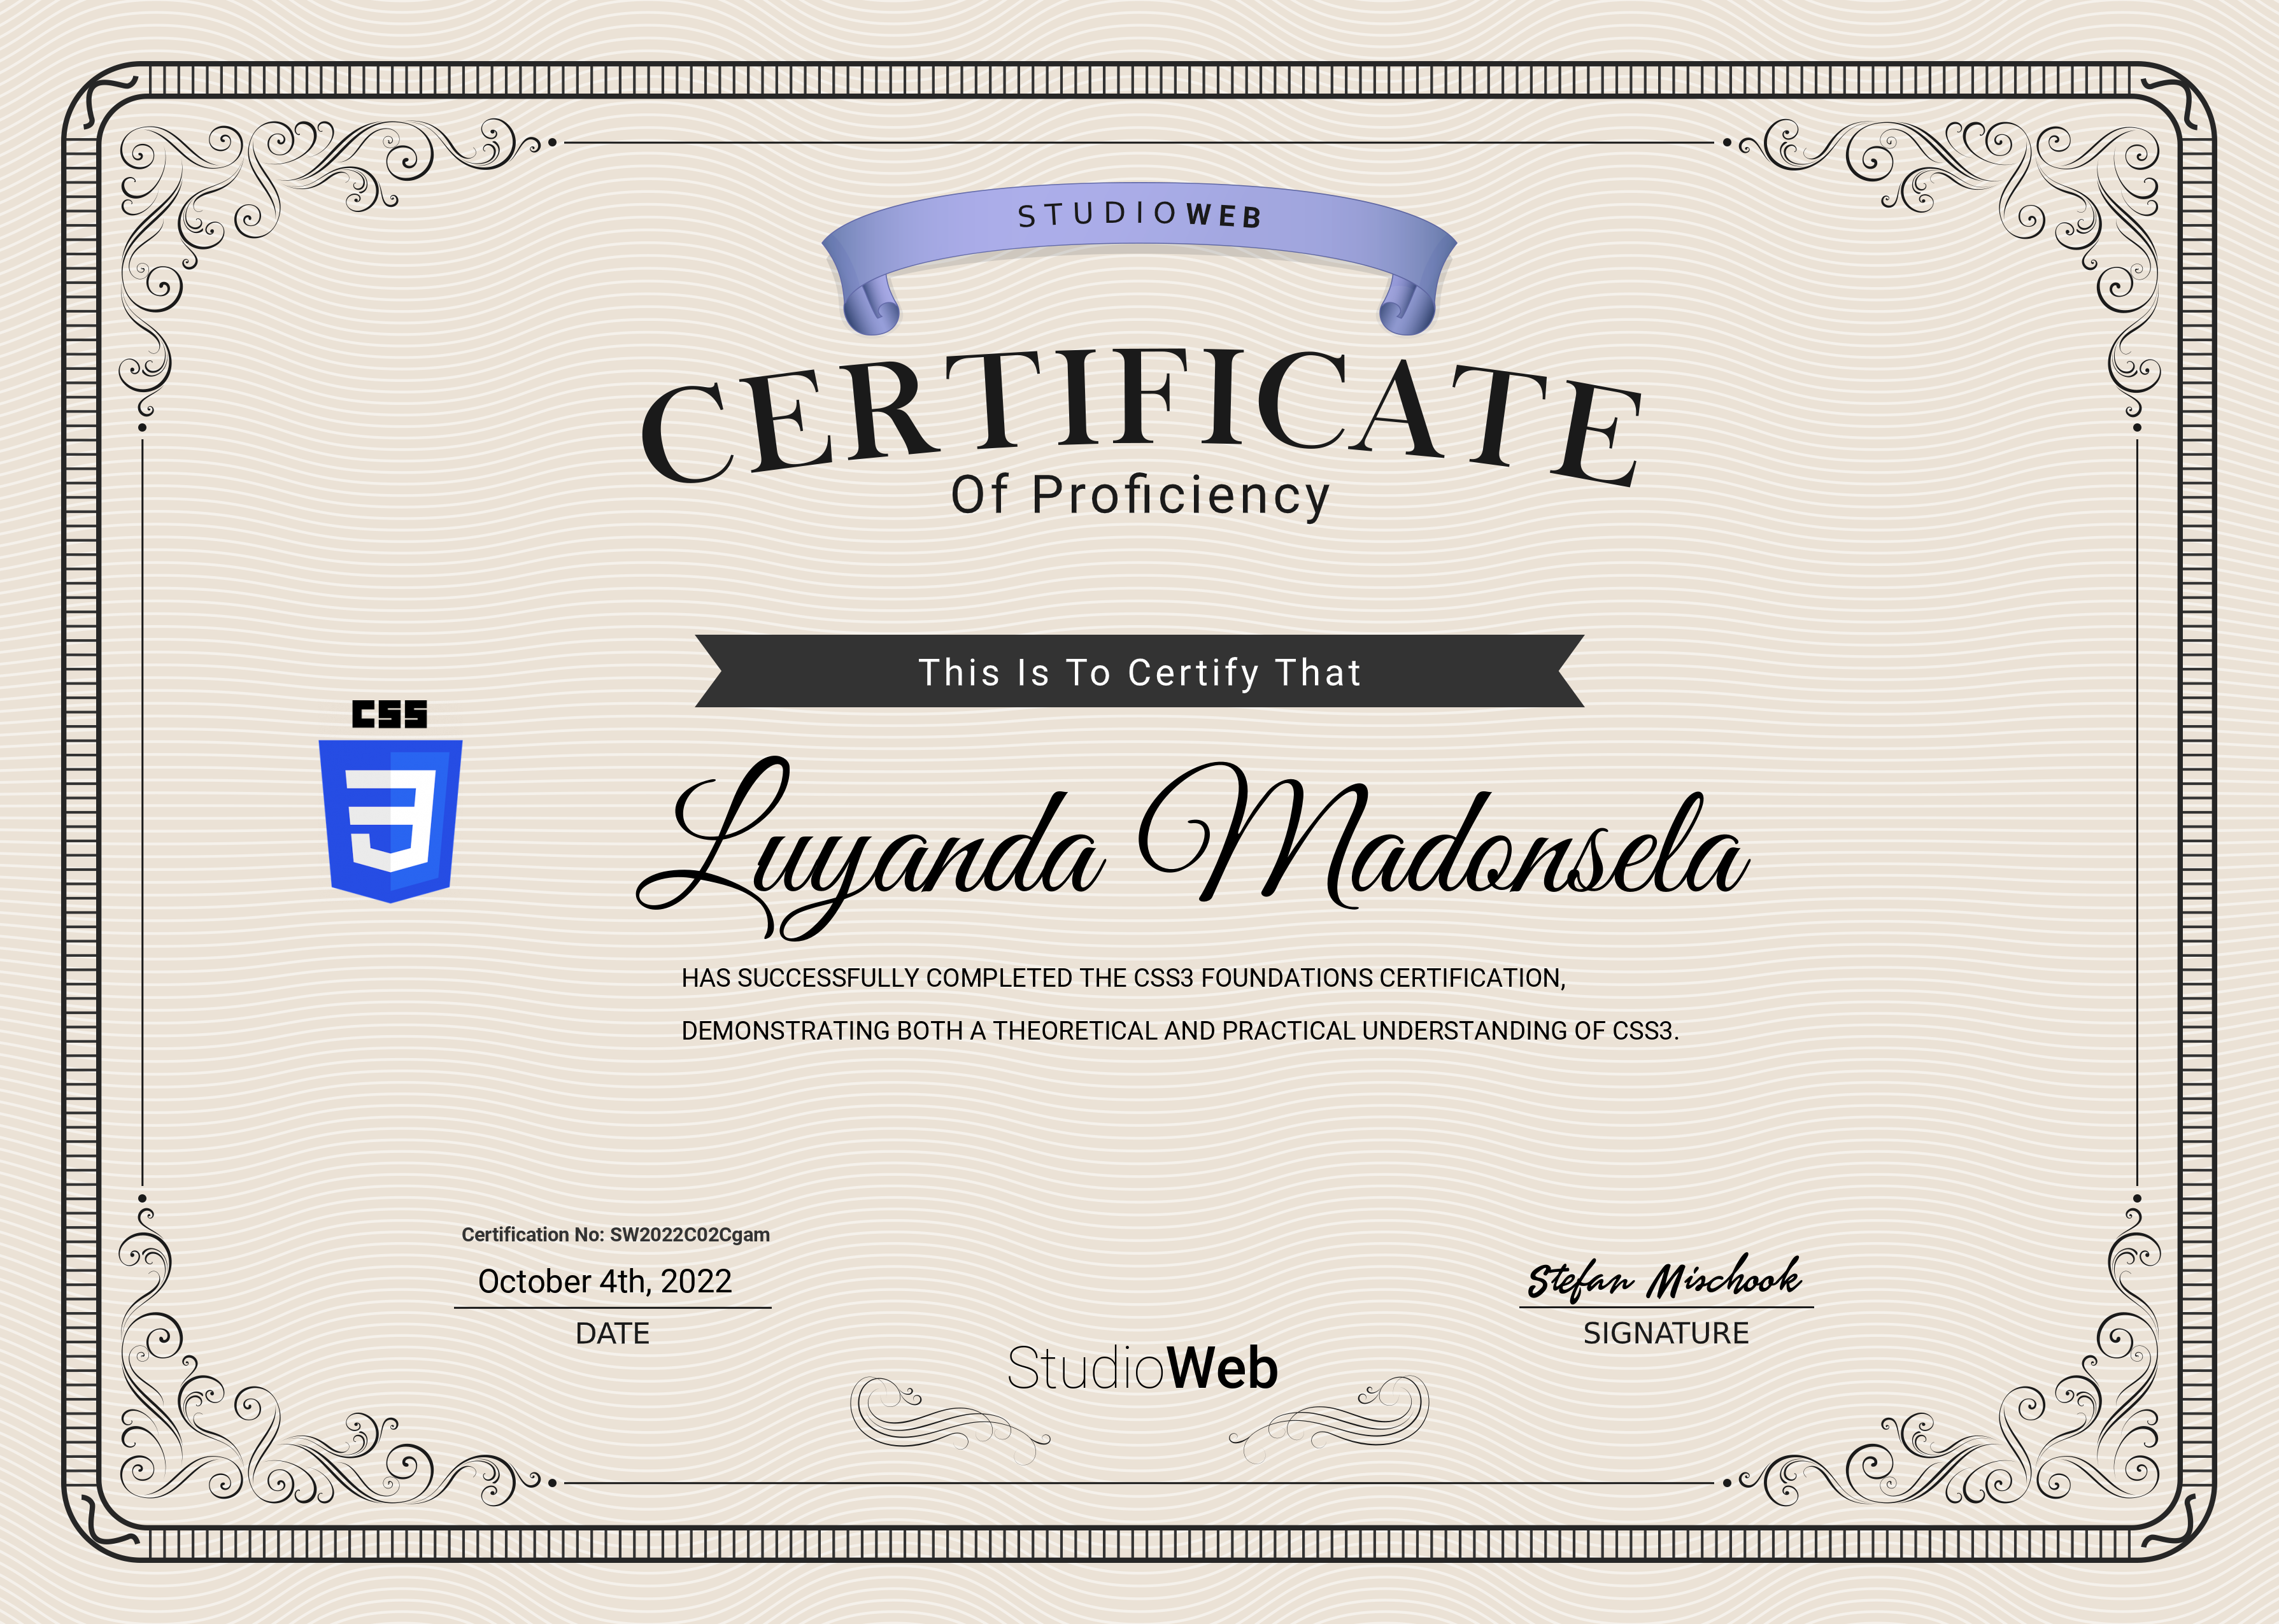 STUDIOWEB
CERTIFICATE
Of Proficiency
This Is To Certify That
CSS
3
Luyanda Madonsela
HAS SUCCESSFULLY COMPLETED THE CSS3 FOUNDATIONS CERTIFICATION,
DEMONSTRATING BOTH A THEORETICAL AND PRACTICAL UNDERSTANDING OF CSS3.
Certification No: SW2022C02Cgam
October 4th, 2022
DATE
Stefan Mischook
SIGNATURE
StudioWeb